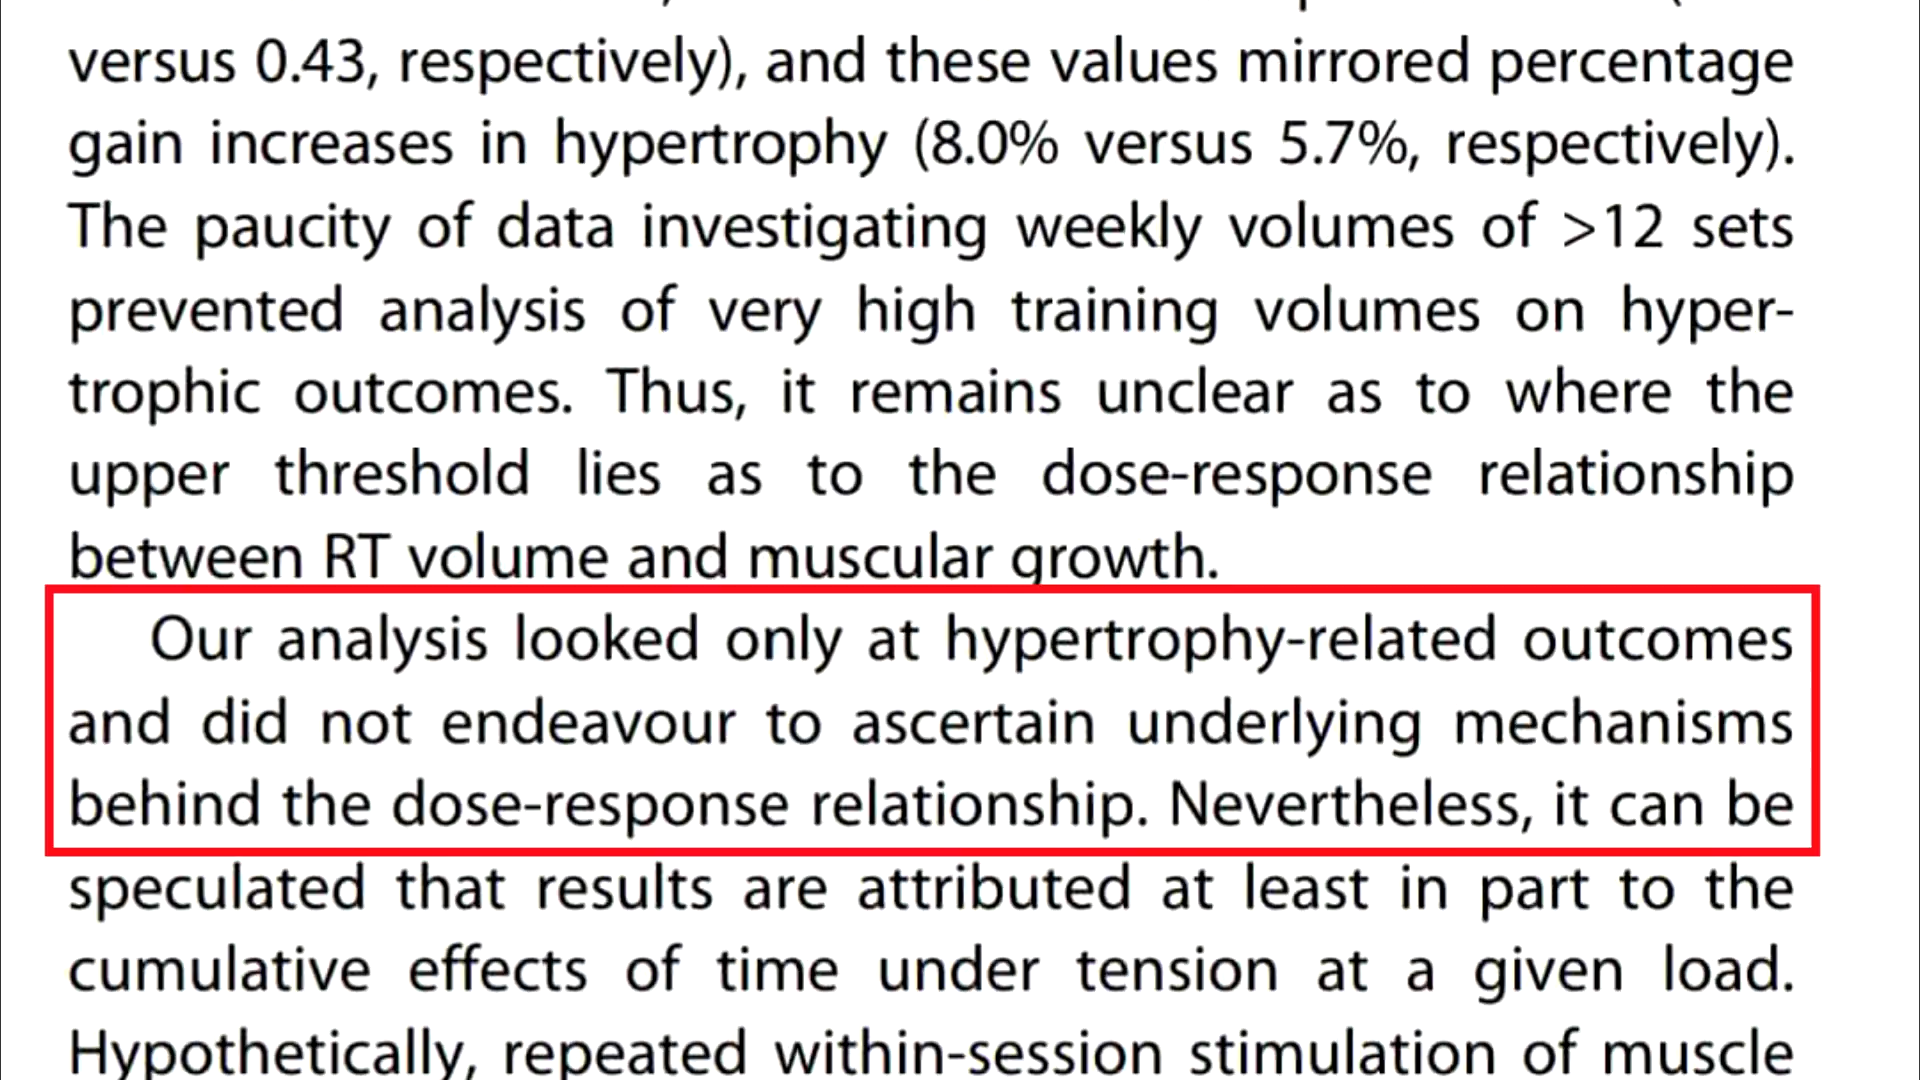 versus 0.43, respectively), and these values mirrored percentage
gain increases in hypertrophy (8.0% versus 5.7%, respectively).
The paucity of data investigating weekly volumes of >12 sets
prevented analysis of very high training volumes on hyper-
trophic outcomes. Thus, it remains unclear as to where the
upper threshold lies as to the dose-response relationship
between RT volume and muscular growth.
Our analysis looked only at hypertrophy-related outcomes
and did not endeavour to ascertain underlying mechanisms
behind the dose-response relationship. Nevertheless, it can be
speculated that results are attributed at least in part to the
cumulative effects of time under tension at a given load.
Hypothetically, repeated within-session stimulation of muscle